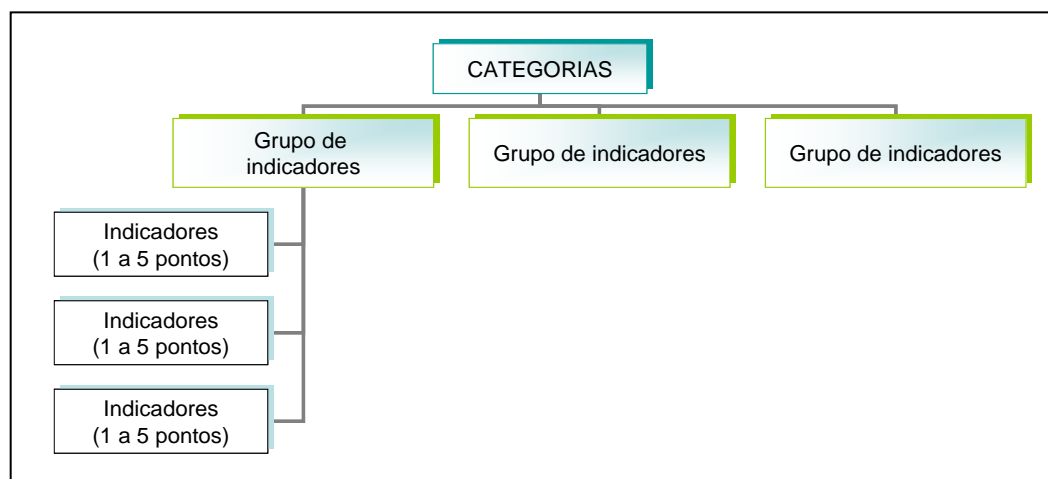 CATEGORIAS
Grupo de
indicadores
Grupo de indicadores
Grupo de indicadores
Indicadores
(1 a 5 pontos)
Indicadores
(1 a 5 pontos)
Indicadores
(1 a 5 pontos)